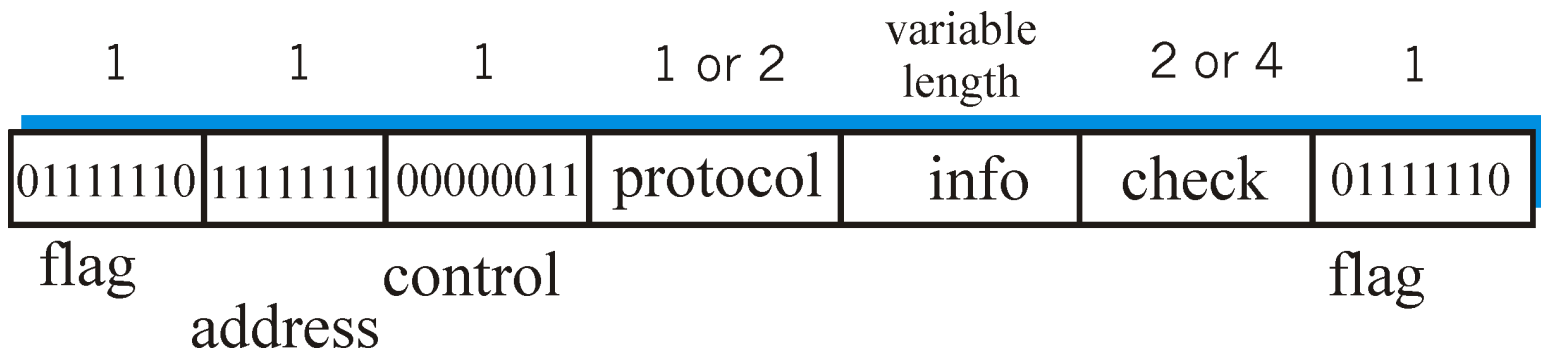 variable
1 1 1 1 or 2 length 2 or 4 1
01111110 11111111 00000011 protocol info check 01111110
flag control flag
address